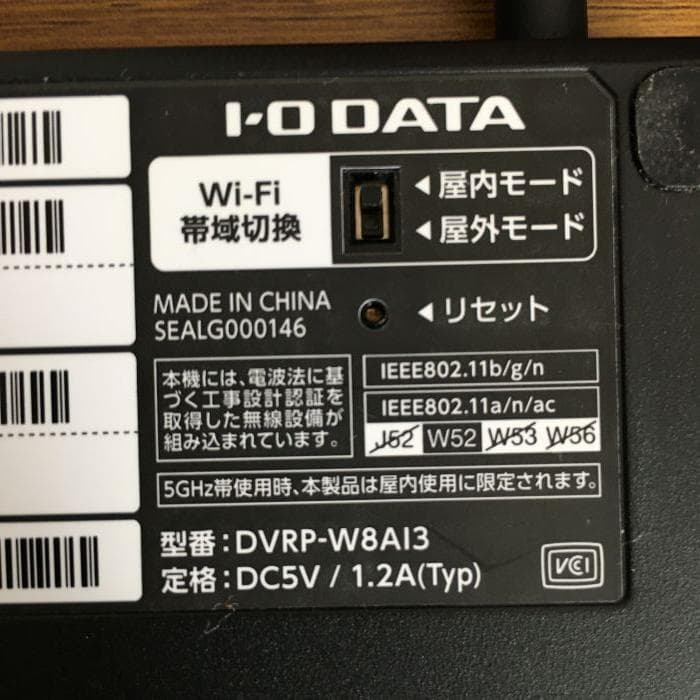 I-O DATA
Wi-Fi
帯域切換
◀屋内モード
◀屋外モード
MADE IN CHINA
SEALG000146
◀リセット
本機には、電波法に基
づく工事設計認証を
取得した無線設備が
組み込まれています。
IEEE802.11b/g/n
IEEE802.11a/n/ac
J52 W52 W53 W56
5GHz帯使用時、本製品は屋内使用に限定されます。
型番:DVRP-W8AI3
定格:DC5V / 1.2A(Typ)
VCCI